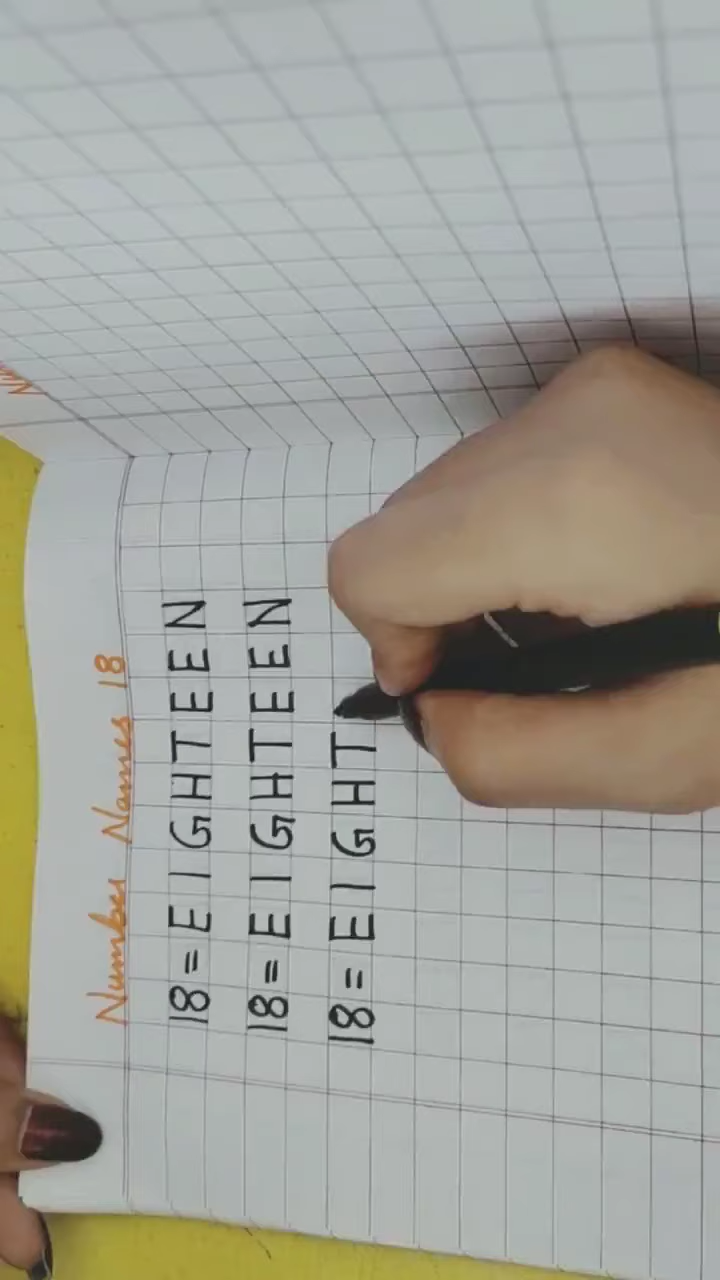 Number Names 18
18 = EIGHTEEN
18 = EIGHTEEN
18 = EIGHT